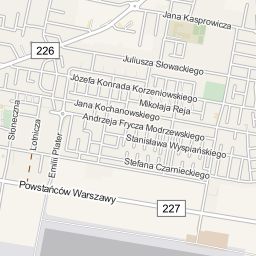 Jana Kasprowicza
226
Juliusza Słowackiego
Józefa Konrada Korzeniowskiego
Mikołaja Reja
Jana Kochanowskiego
Andrzeja Frycza Modrzewskiego
Stanisława Wyspiańskiego
Słoneczna
Lotnicza
Emilii Plater
Stefana Czarnieckiego
Powstańców Warszawy
227